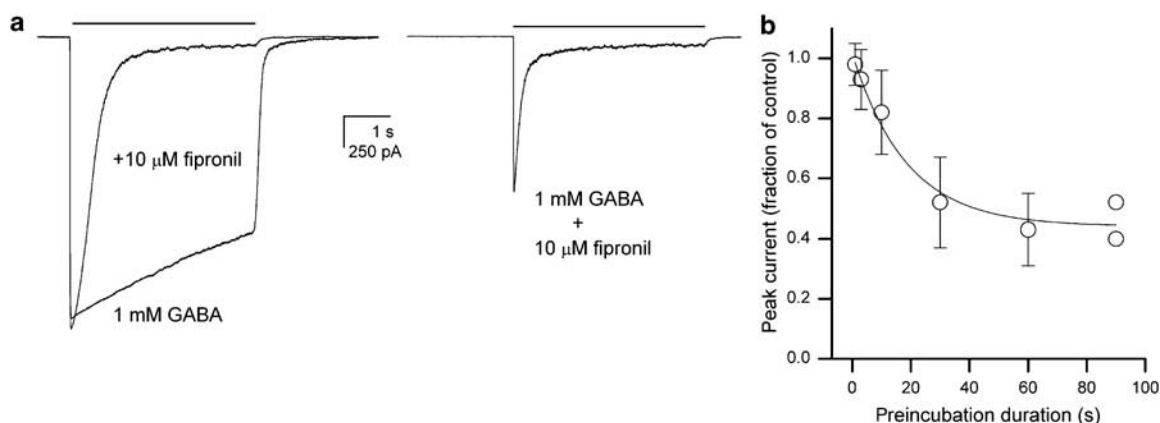 a
+10 μM fipronil
1 mM GABA
1 s
250 pA
1 mM GABA
+
10 μM fipronil
b
Peak current (fraction of control)
1.0
0.8
0.6
0.4
0.2
0.0
0 20 40 60 80 100
Preincubation duration (s)